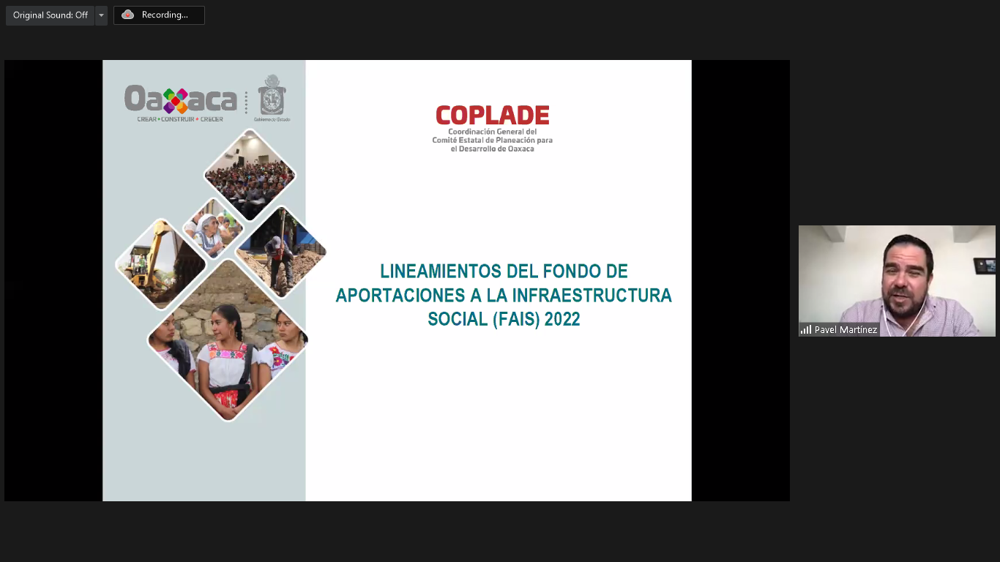 Original Sound: Off
Recording...
Oaxaca
CREAR • CONSTRUIR • CRECER
Gobierno del Estado
COPLADE
Coordinación General del
Comité Estatal de Planeación para
el Desarrollo de Oaxaca
LINEAMIENTOS DEL FONDO DE
APORTACIONES A LA INFRAESTRUCTURA
SOCIAL (FAIS) 2022
Pavel Martínez